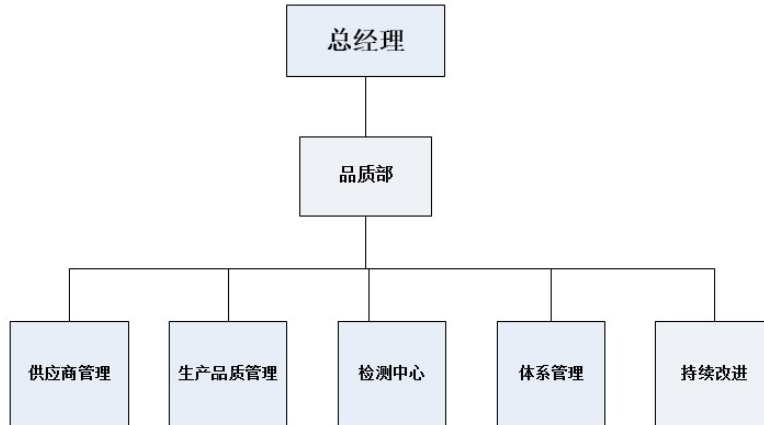 总经理
品质部
供应商管理
生产品质管理
检测中心
体系管理
持续改进